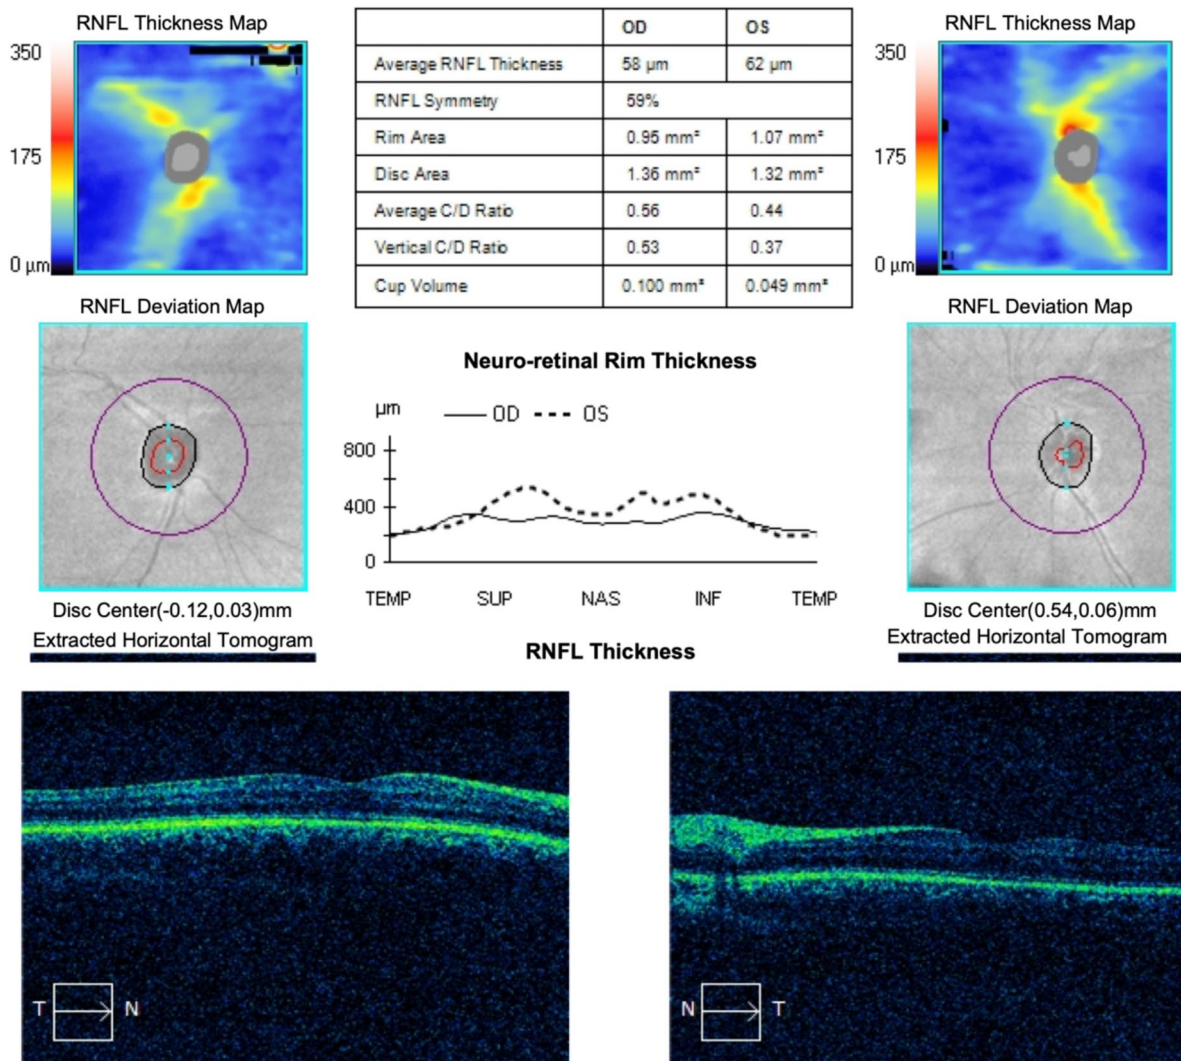 RNFL Thickness Map
350
175
0 µm
OD OS
Average RNFL Thickness 58 µm 62 µm
RNFL Symmetry 59%
Rim Area 0.95 mm² 1.07 mm²
Disc Area 1.36 mm² 1.32 mm²
Average C/D Ratio 0.56 0.44
Vertical C/D Ratio 0.53 0.37
Cup Volume 0.100 mm³ 0.049 mm³
RNFL Thickness Map
350
175
0 µm
RNFL Deviation Map
Disc Center(-0.12,0.03)mm
Extracted Horizontal Tomogram
Neuro-retinal Rim Thickness
µm OD OS
800
400
0
TEMP SUP NAS INF TEMP
RNFL Thickness
RNFL Deviation Map
Disc Center(0.54,0.06)mm
Extracted Horizontal Tomogram
T N
N T